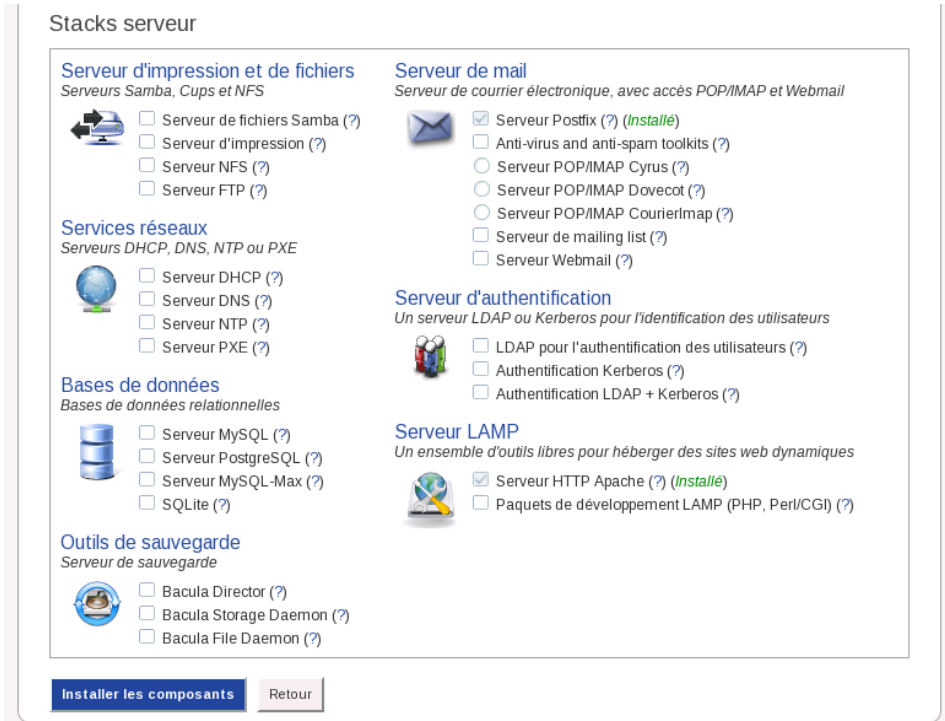 Stacks serveur
Serveur d'impression et de fichiers
Serveurs Samba, Cups et NFS
Serveur de fichiers Samba (?)
Serveur d'impression (?)
Serveur NFS (?)
Serveur FTP (?)
Services réseaux
Serveurs DHCP, DNS, NTP ou PXE
Serveur DHCP (?)
Serveur DNS (?)
Serveur NTP (?)
Serveur PXE (?)
Bases de données
Bases de données relationnelles
Serveur MySQL (?)
Serveur PostgreSQL (?)
Serveur MySQL-Max (?)
SQLite (?)
Outils de sauvegarde
Serveur de sauvegarde
Bacula Director (?)
Bacula Storage Daemon (?)
Bacula File Daemon (?)
Serveur de mail
Serveur de courrier électronique, avec accès POP/IMAP et Webmail
Serveur Postfix (?) (Installé)
Anti-virus and anti-spam toolkits (?)
Serveur POP/IMAP Cyrus (?)
Serveur POP/IMAP Dovecot (?)
Serveur POP/IMAP CourierImap (?)
Serveur de mailing list (?)
Serveur Webmail (?)
Serveur d'authentification
Un serveur LDAP ou Kerberos pour l'identification des utilisateurs
LDAP pour l'authentification des utilisateurs (?)
Authentification Kerberos (?)
Authentification LDAP + Kerberos (?)
Serveur LAMP
Un ensemble d'outils libres pour héberger des sites web dynamiques
Serveur HTTP Apache (?) (Installé)
Paquets de développement LAMP (PHP, Perl/CGI) (?)
Installer les composants
Retour